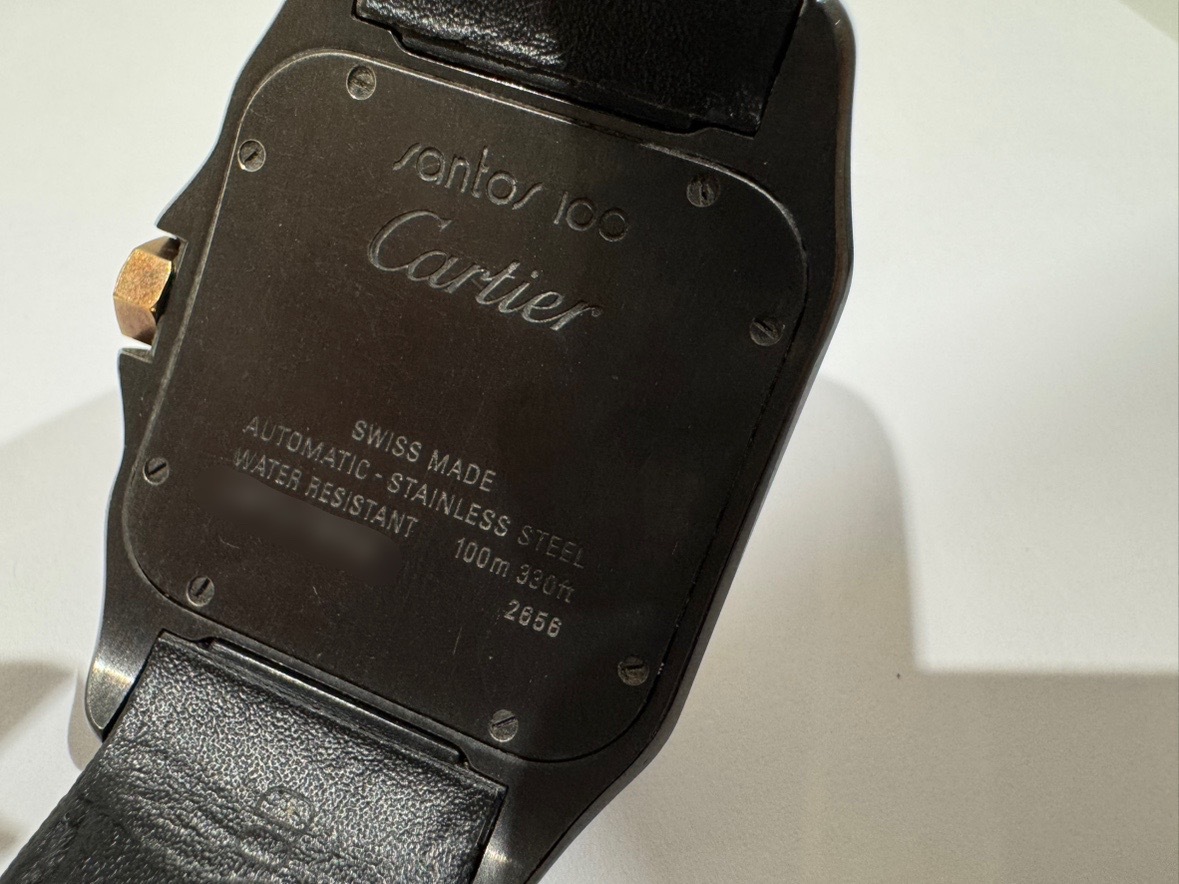 santos 100
Cartier
SWISS MADE
AUTOMATIC - STAINLESS STEEL
WATER RESISTANT 100m 330ft
2656